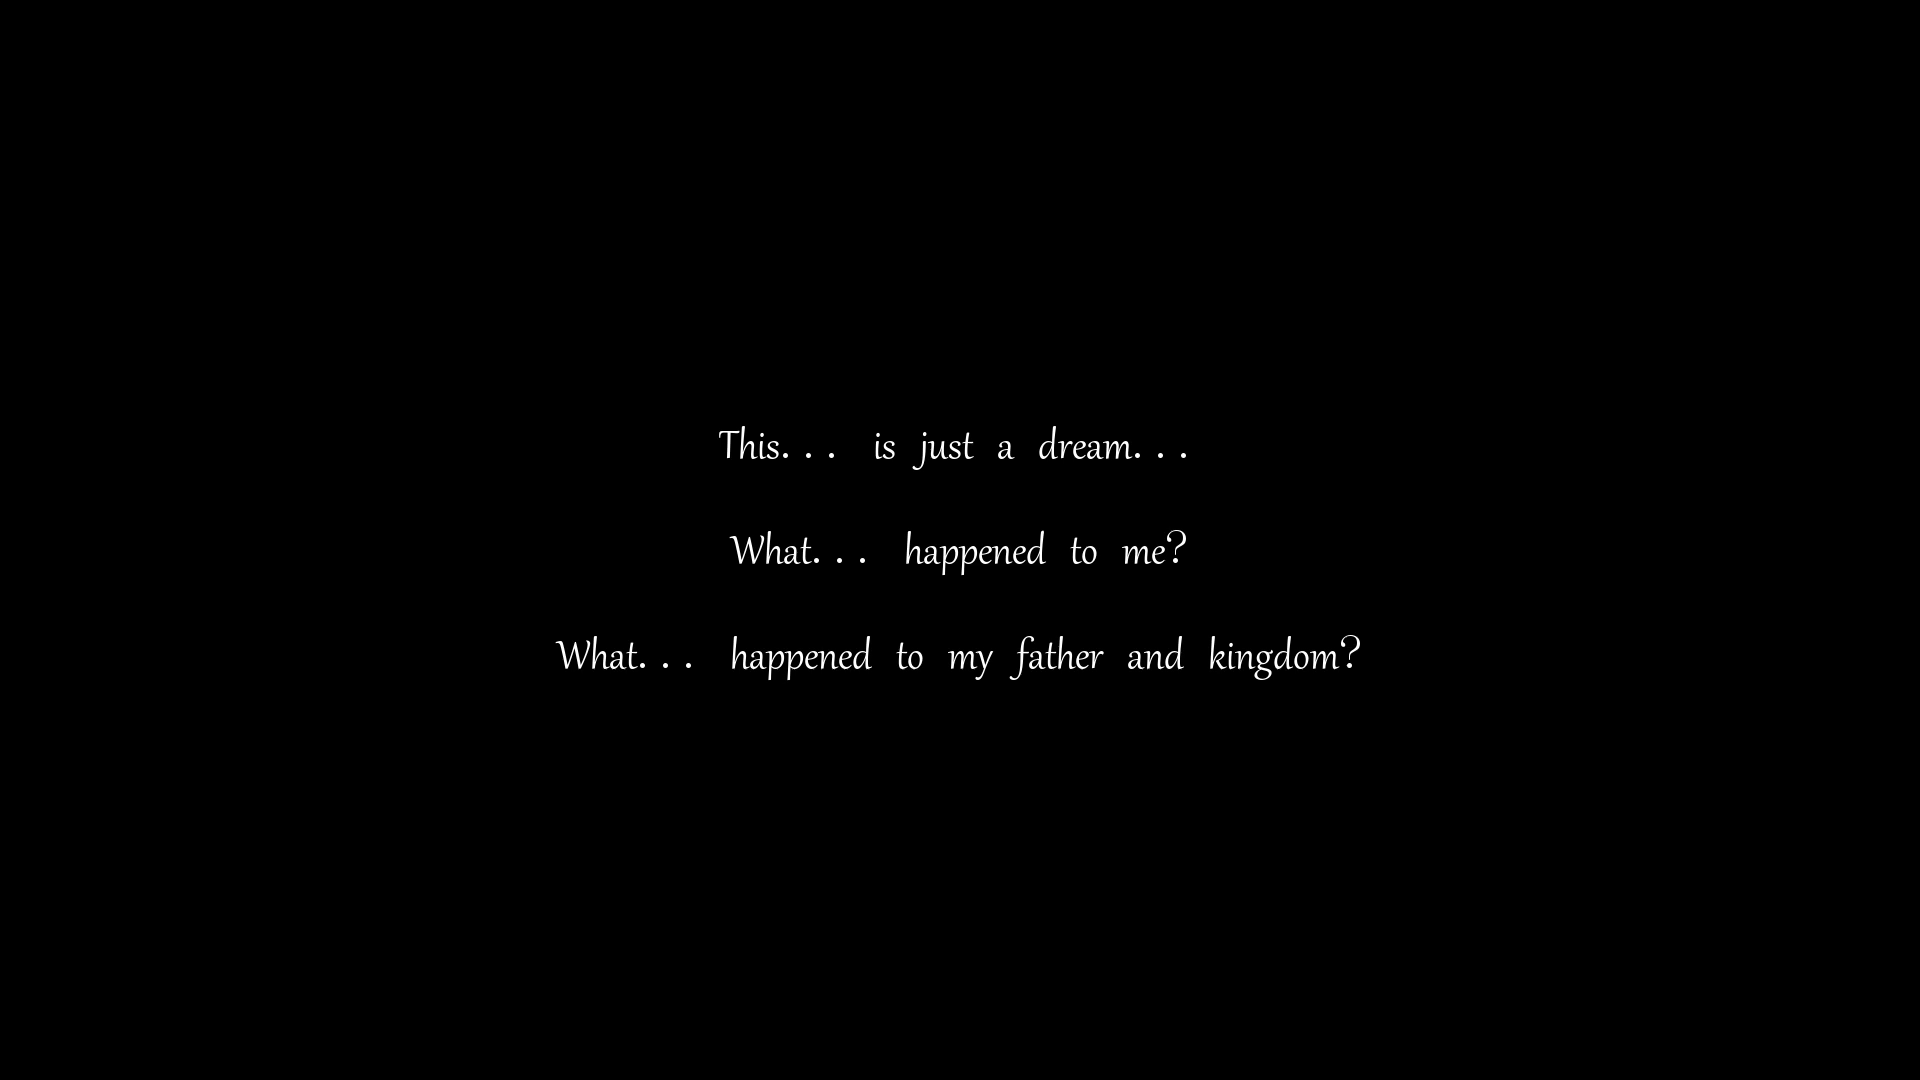 This... is just a dream...
What... happened to me?
What... happened to my father and kingdom?